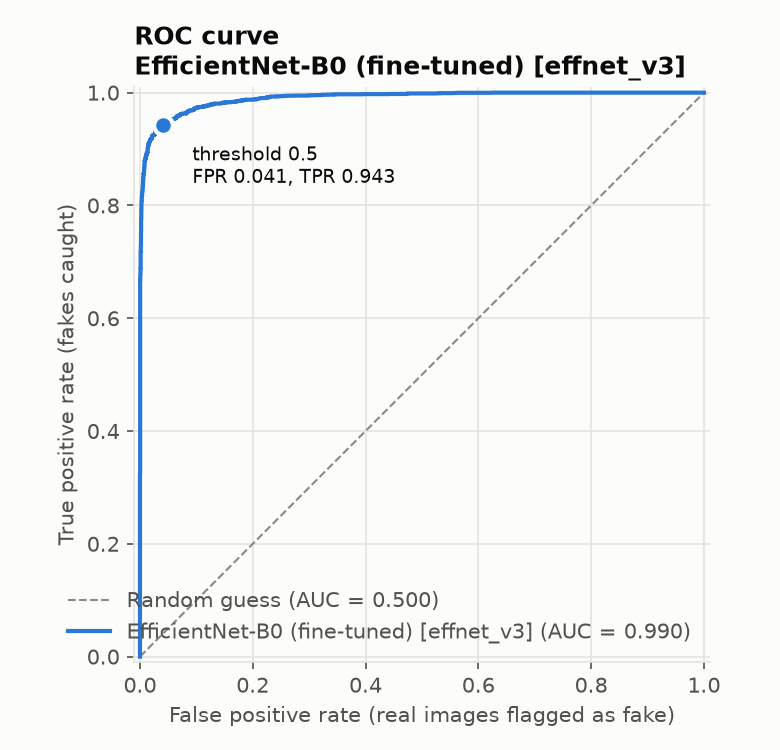 ROC curve
EfficientNet-B0 (fine-tuned) [effnet_v3]
1.0
0.8
0.6
0.4
0.2
0.0
True positive rate (fakes caught)
threshold 0.5
FPR 0.041, TPR 0.943
Random guess (AUC = 0.500)
EfficientNet-B0 (fine-tuned) [effnet_v3] (AUC = 0.990)
0.0 0.2 0.4 0.6 0.8 1.0
False positive rate (real images flagged as fake)